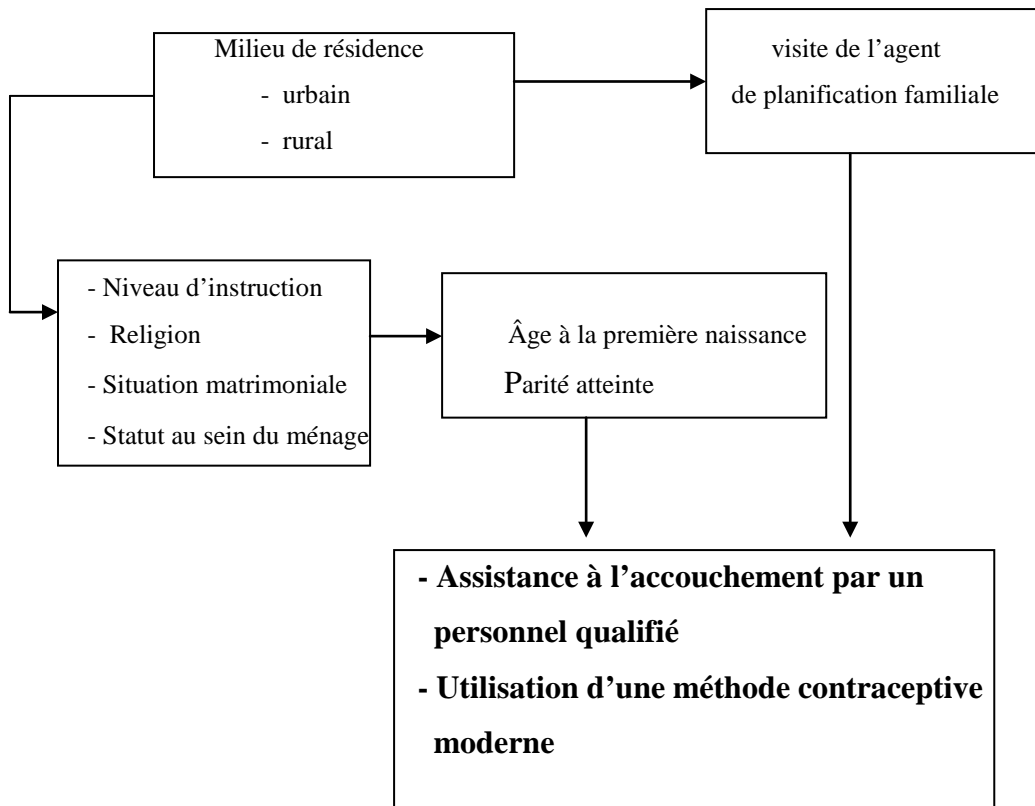 Milieu de résidence
- urbain
- rural
visite de l’agent
de planification familiale
- Niveau d’instruction
- Religion
- Situation matrimoniale
- Statut au sein du ménage
Âge à la première naissance
Parité atteinte
- Assistance à l’accouchement par un
personnel qualifié
- Utilisation d’une méthode contraceptive
moderne